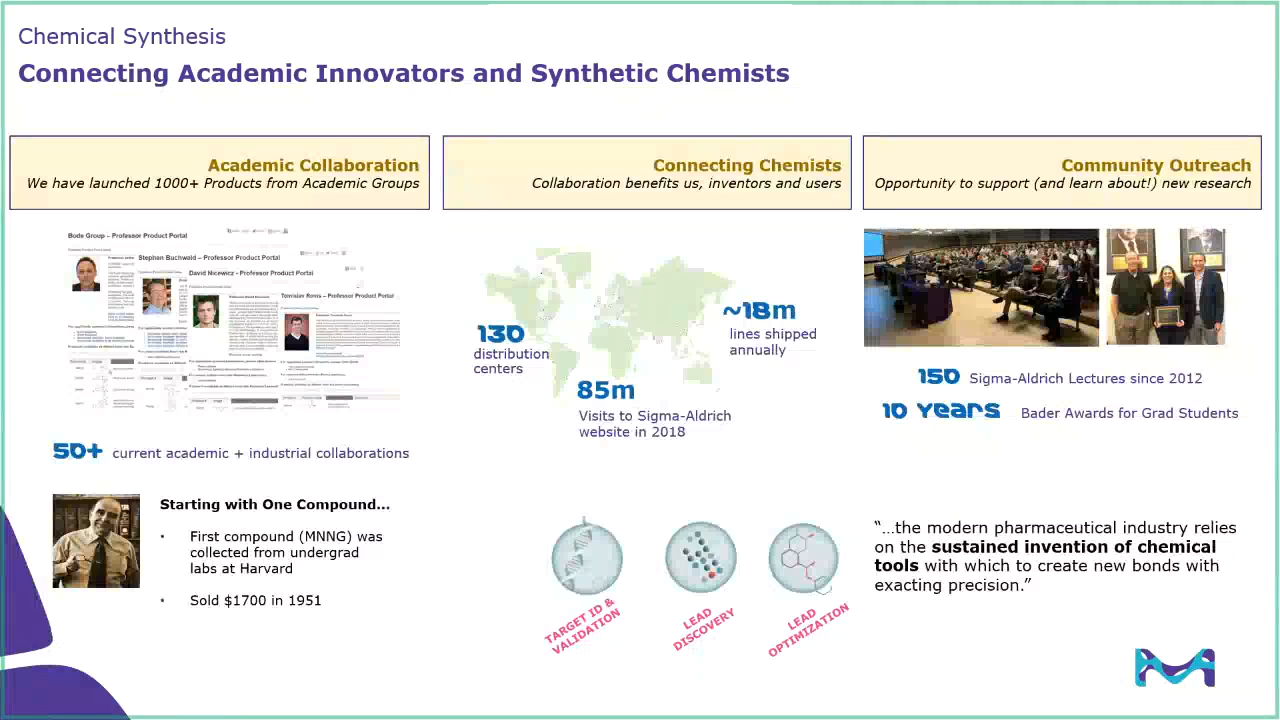 Chemical Synthesis
Connecting Academic Innovators and Synthetic Chemists
Academic Collaboration
We have launched 1000+ Products from Academic Groups
Connecting Chemists
Collaboration benefits us, inventors and users
Community Outreach
Opportunity to support (and learn about!) new research
Bode Group – Professor Product Portal
Stephen Buchwald – Professor Product Portal
David Nicewicz - Professor Product Portal
– Professor Product Portal
50+ current academic + industrial collaborations
Starting with One Compound...
• First compound (MNNG) was
collected from undergrad
labs at Harvard
• Sold $1700 in 1951
130
distribution
centers
~18m
lines shipped
annually
85m
Visits to Sigma-Aldrich
website in 2018
TARGET ID &
VALIDATION
LEAD
DISCOVERY
LEAD
OPTIMIZATION
150 Sigma-Aldrich Lectures since 2012
10 Years Bader Awards for Grad Students
“…the modern pharmaceutical industry relies
on the sustained invention of chemical
tools with which to create new bonds with
exacting precision.”